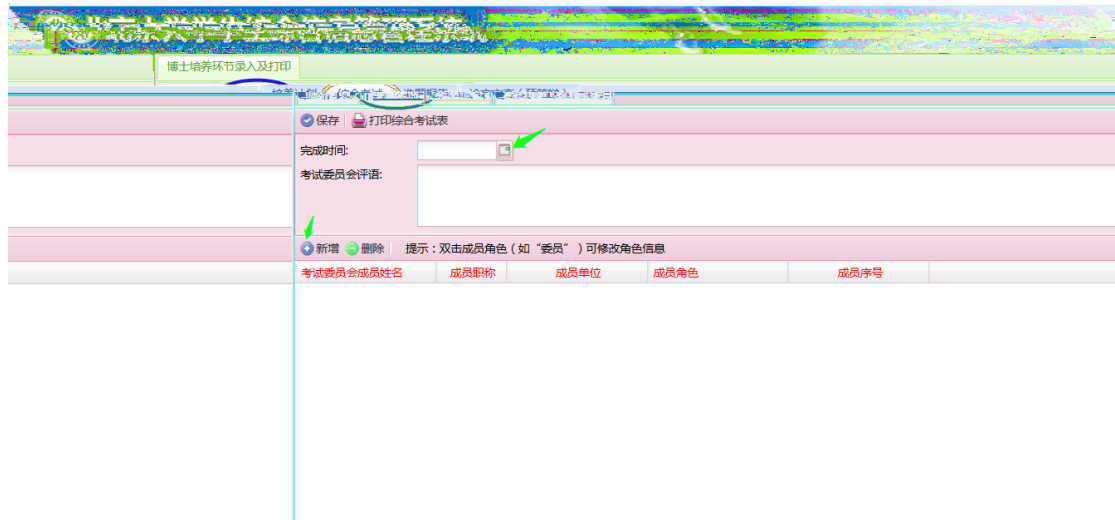 博士培养环节录入及打印
保存 打印综合考试表
完成时间:
考试委员会评语:
新增 删除 提示：双击成员角色（如“委员”）可修改角色信息
考试委员会成员姓名 成员职称 成员单位 成员角色 成员序号